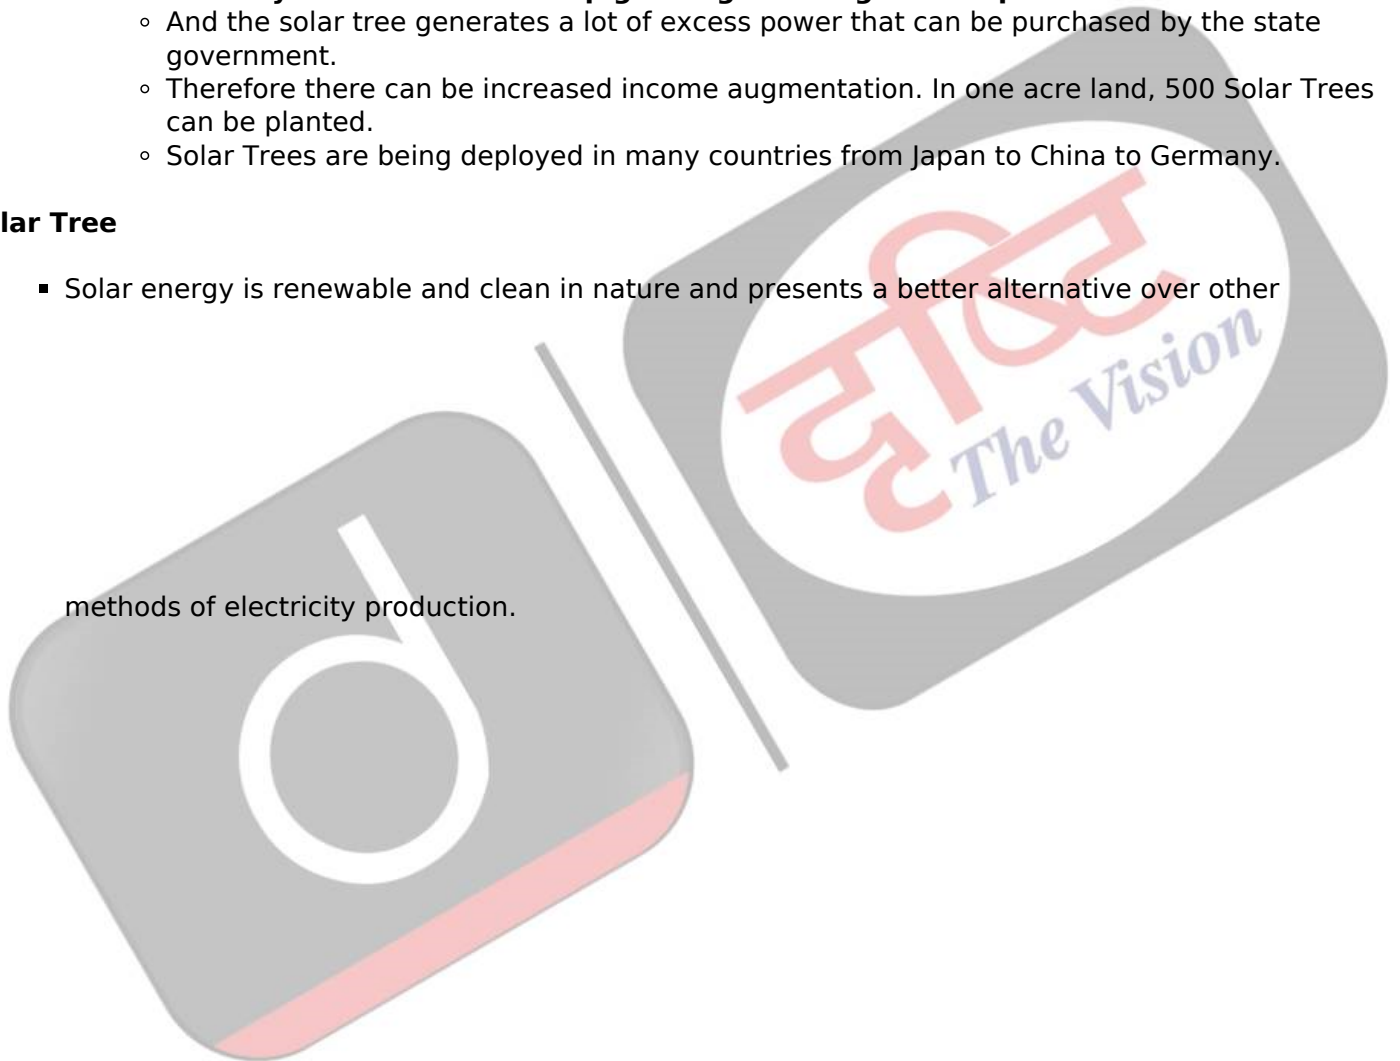 ◦ And the solar tree generates a lot of excess power that can be purchased by the state
government.
◦ Therefore there can be increased income augmentation. In one acre land, 500 Solar Trees
can be planted.
◦ Solar Trees are being deployed in many countries from Japan to China to Germany.
lar Tree
▪ Solar energy is renewable and clean in nature and presents a better alternative over other
दृष्टि
The Vision
methods of electricity production.
d